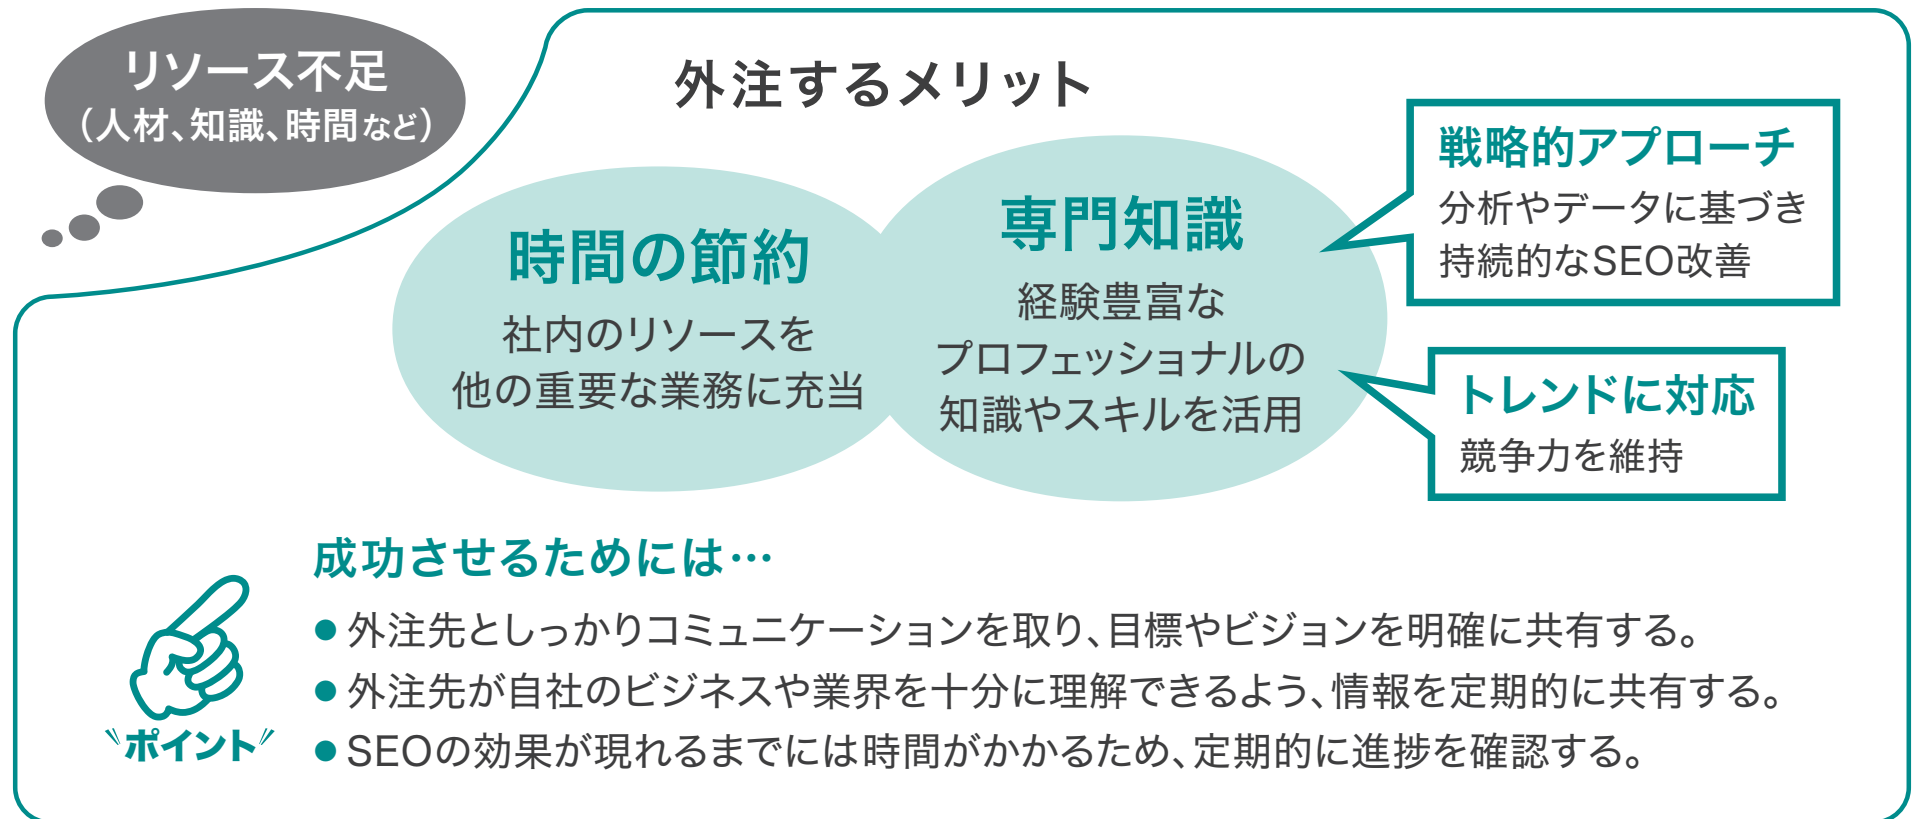 リソース不足
（人材、知識、時間など）
外注するメリット
時間の節約
社内のリソースを
他の重要な業務に充当
専門知識
経験豊富な
プロフェッショナルの
知識やスキルを活用
戦略的アプローチ
分析やデータに基づき
持続的なSEO改善
トレンドに対応
競争力を維持
成功させるためには…
●外注先としっかりコミュニケーションを取り、目標やビジョンを明確に共有する。
●外注先が自社のビジネスや業界を十分に理解できるよう、情報を定期的に共有する。
●SEOの効果が現れるまでには時間がかかるため、定期的に進捗を確認する。
ポイント